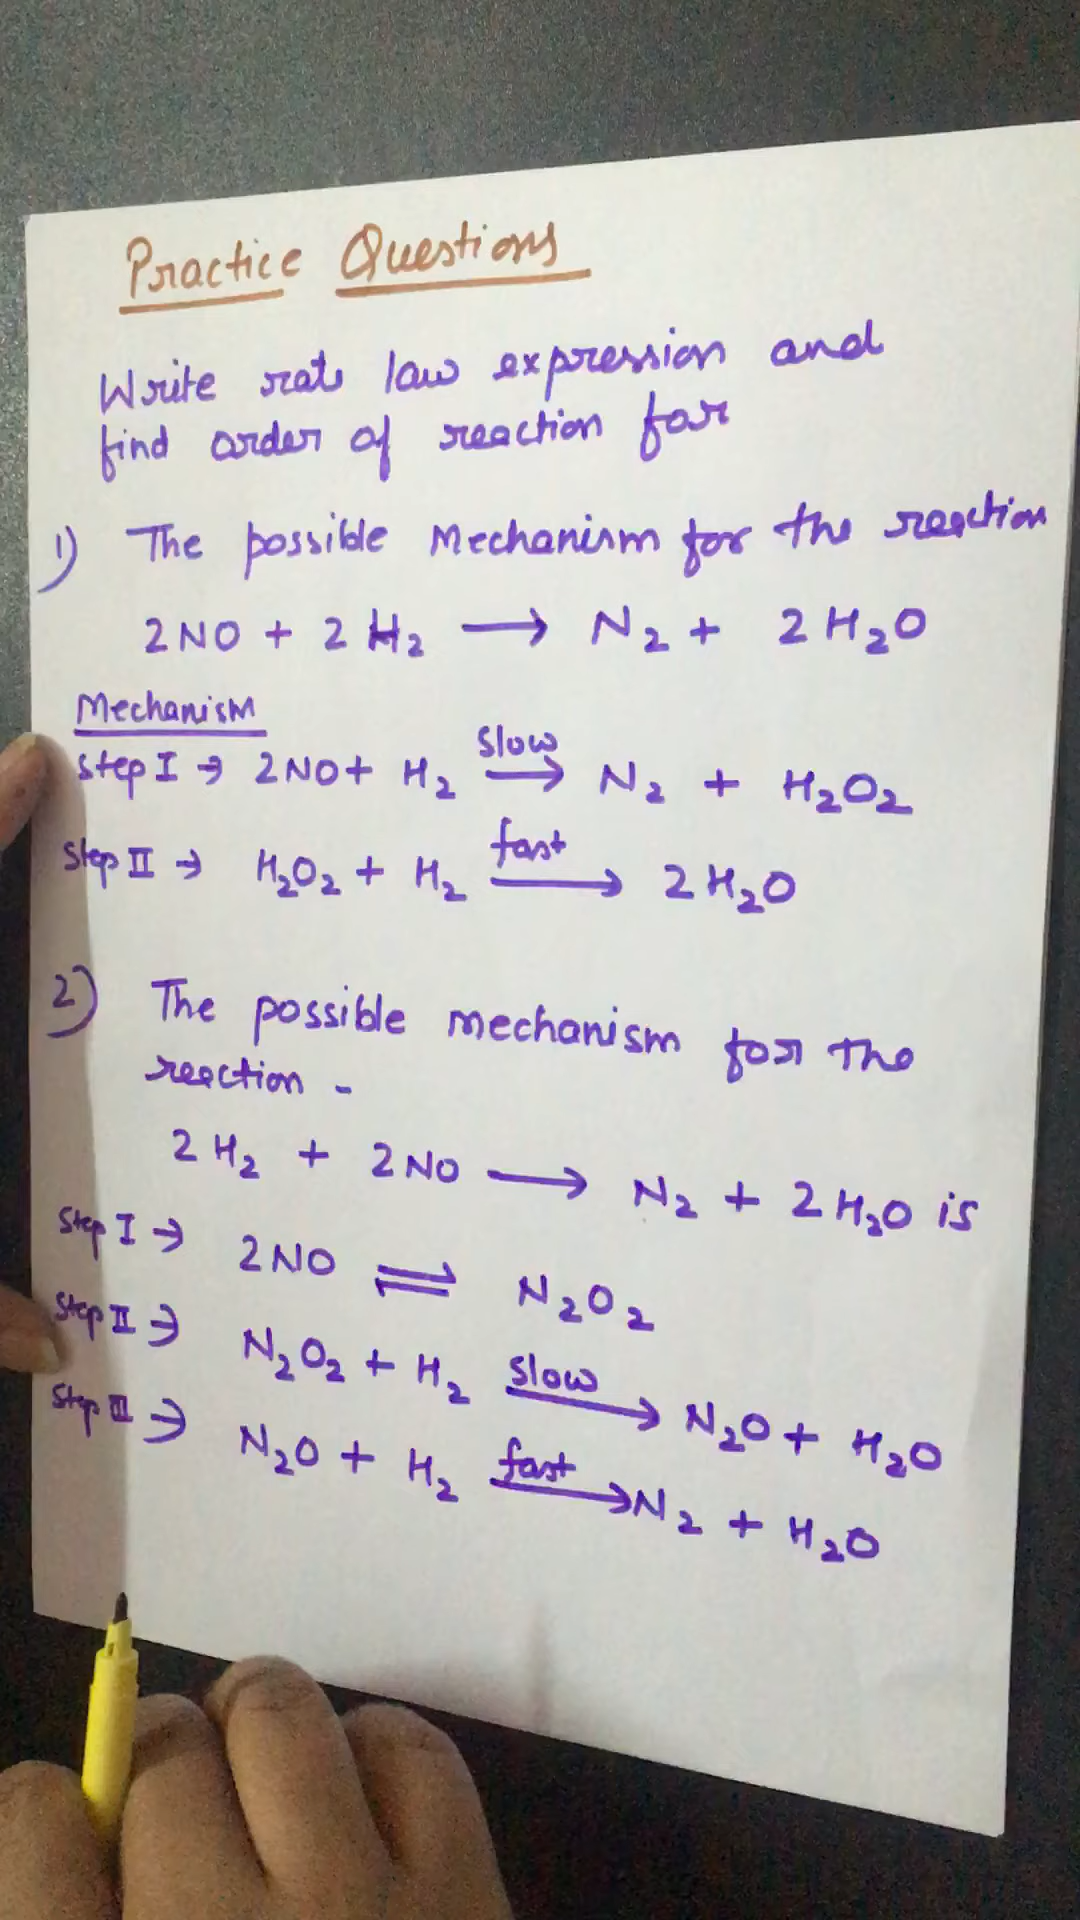 Practice Questions
Write rate law expression and
find order of reaction for
1) The possible Mechanism for the reaction
2NO + 2H₂ ⟶ N₂ + 2H₂O
Mechanism
Step I → 2NO + H₂ slow⟶ N₂ + H₂O₂
Step II → H₂O₂ + H₂ fast⟶ 2H₂O
2) The possible mechanism for the
reaction -
2H₂ + 2NO ⟶ N₂ + 2H₂O is
Step I → 2NO ⇌ N₂O₂
Step II → N₂O₂ + H₂ slow⟶ N₂O + H₂O
Step III → N₂O + H₂ fast⟶ N₂ + H₂O